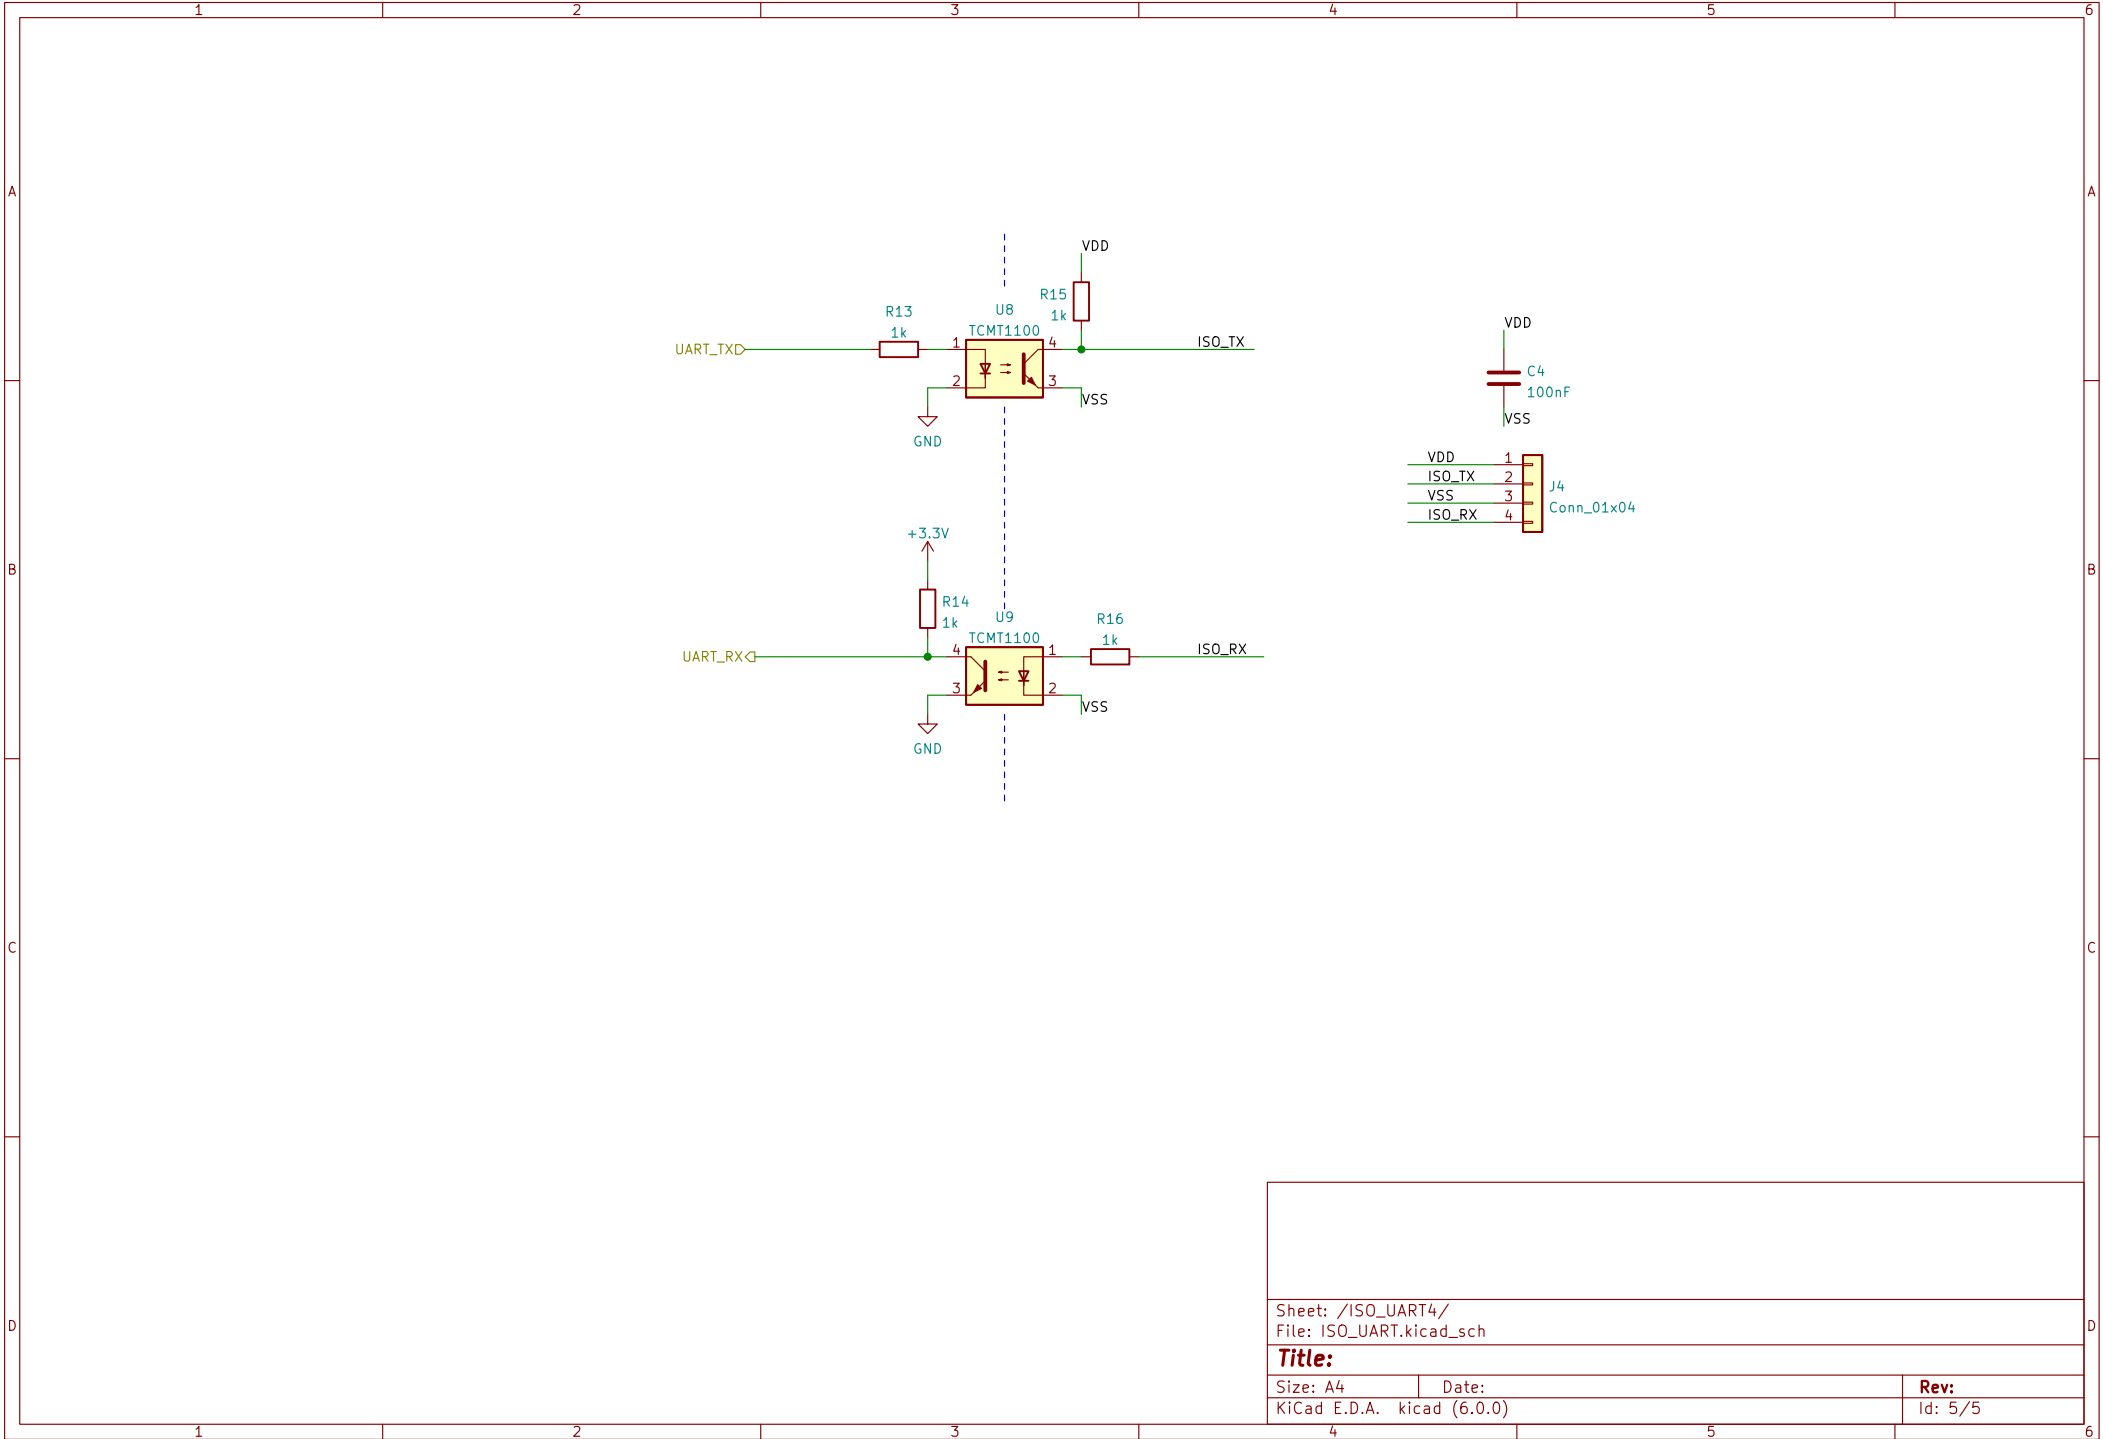 1 2 3 4 5 6
A A
VDD
R15
1k
R13
1k
U8
TCMT1100
UART_TX
1
2
4
3
ISO_TX
VSS
GND
VDD
C4
100nF
VSS
VDD 1
ISO_TX 2
VSS 3
ISO_RX 4
J4
Conn_01x04
+3.3V
B B
R14
1k
U9
TCMT1100
R16
1k
UART_RX
4
3
1
2
ISO_RX
VSS
GND
C C
D D
Sheet: /ISO_UART4/
File: ISO_UART.kicad_sch
Title:
Size: A4 Date: Rev:
KiCad E.D.A. kicad (6.0.0) Id: 5/5
1 2 3 4 5 6